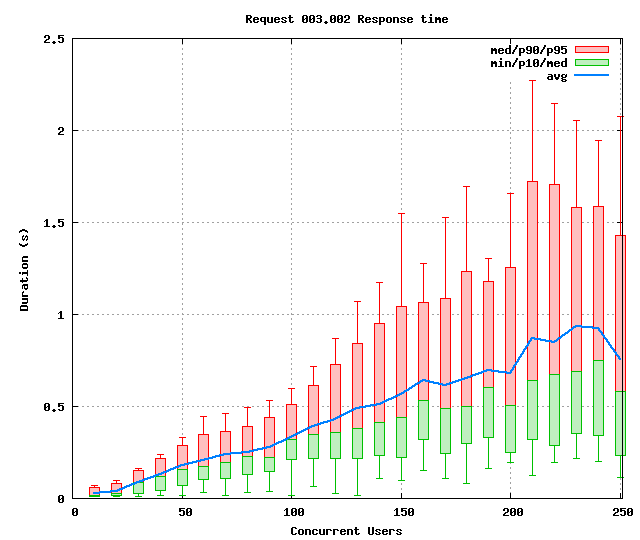 Request 003.002 Response time
2.5
med/p90/p95
min/p10/med
avg
2
1.5
Duration (s)
1
0.5
0
0 50 100 150 200 250
Concurrent Users